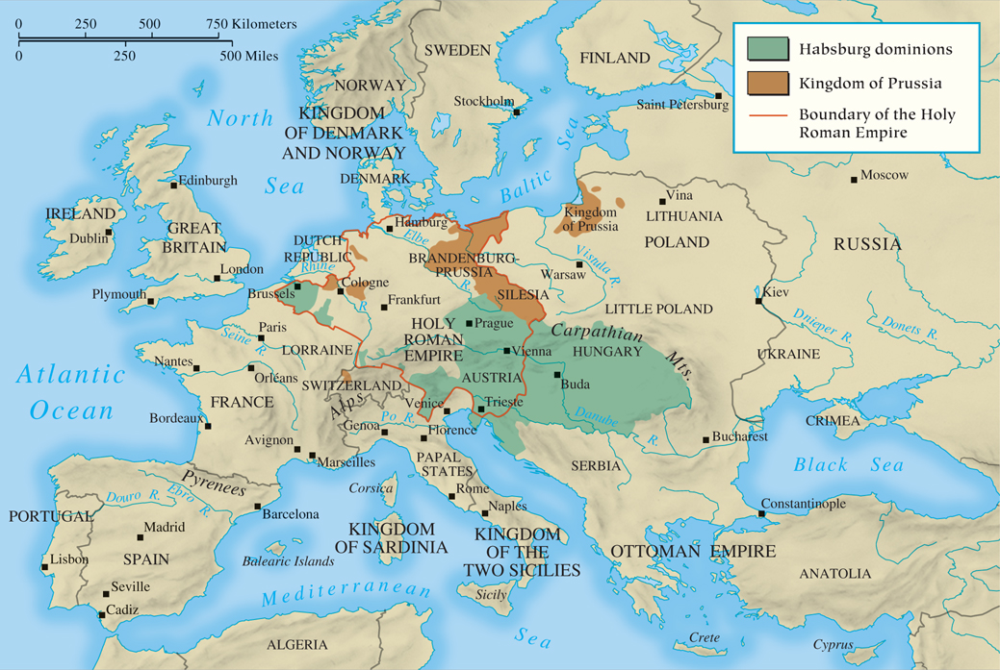 0 250 500 750 Kilometers
0 250 500 Miles
Habsburg dominions
Kingdom of Prussia
Boundary of the Holy
Roman Empire
SWEDEN
FINLAND
NORWAY
Stockholm
Saint Petersburg
North
Sea
KINGDOM
OF DENMARK
AND NORWAY
DENMARK
Baltic
Sea
Moscow
Edinburgh
IRELAND
Dublin
GREAT
BRITAIN
London
Plymouth
Vina
LITHUANIA
Kingdom
of Prussia
POLAND
RUSSIA
Hamburg
Elbe
R.
DUTCH
REPUBLIC
Rhine
R.
BRANDENBURG-
PRUSSIA
Visula R.
Warsaw
Brussels
Cologne
SILESIA
Frankfurt
LITTLE POLAND
Kiev
Dnieper R.
Donets R.
Paris
Seine R.
LORRAINE
HOLY
ROMAN
EMPIRE
Prague
Carpathian
Mts.
HUNGARY
UKRAINE
Atlantic
Ocean
Nantes
Orléans
SWITZERLAND
AUSTRIA
Vienna
Buda
FRANCE
Alps
Venice
Trieste
Danube
R.
CRIMEA
Bordeaux
Po R.
Genoa
Florence
Bucharest
Avignon
Marseilles
PAPAL
STATES
SERBIA
Black Sea
Pyrenees
Corsica
Rome
Douro R.
Ebro R.
PORTUGAL
Barcelona
Naples
Constantinople
Madrid
KINGDOM
OF SARDINIA
KINGDOM
OF THE
TWO SICILIES
OTTOMAN EMPIRE
Lisbon
SPAIN
Balearic Islands
ANATOLIA
Seville
Mediterranean
Sea
Sicily
Cadiz
ALGERIA
Crete
Cyprus